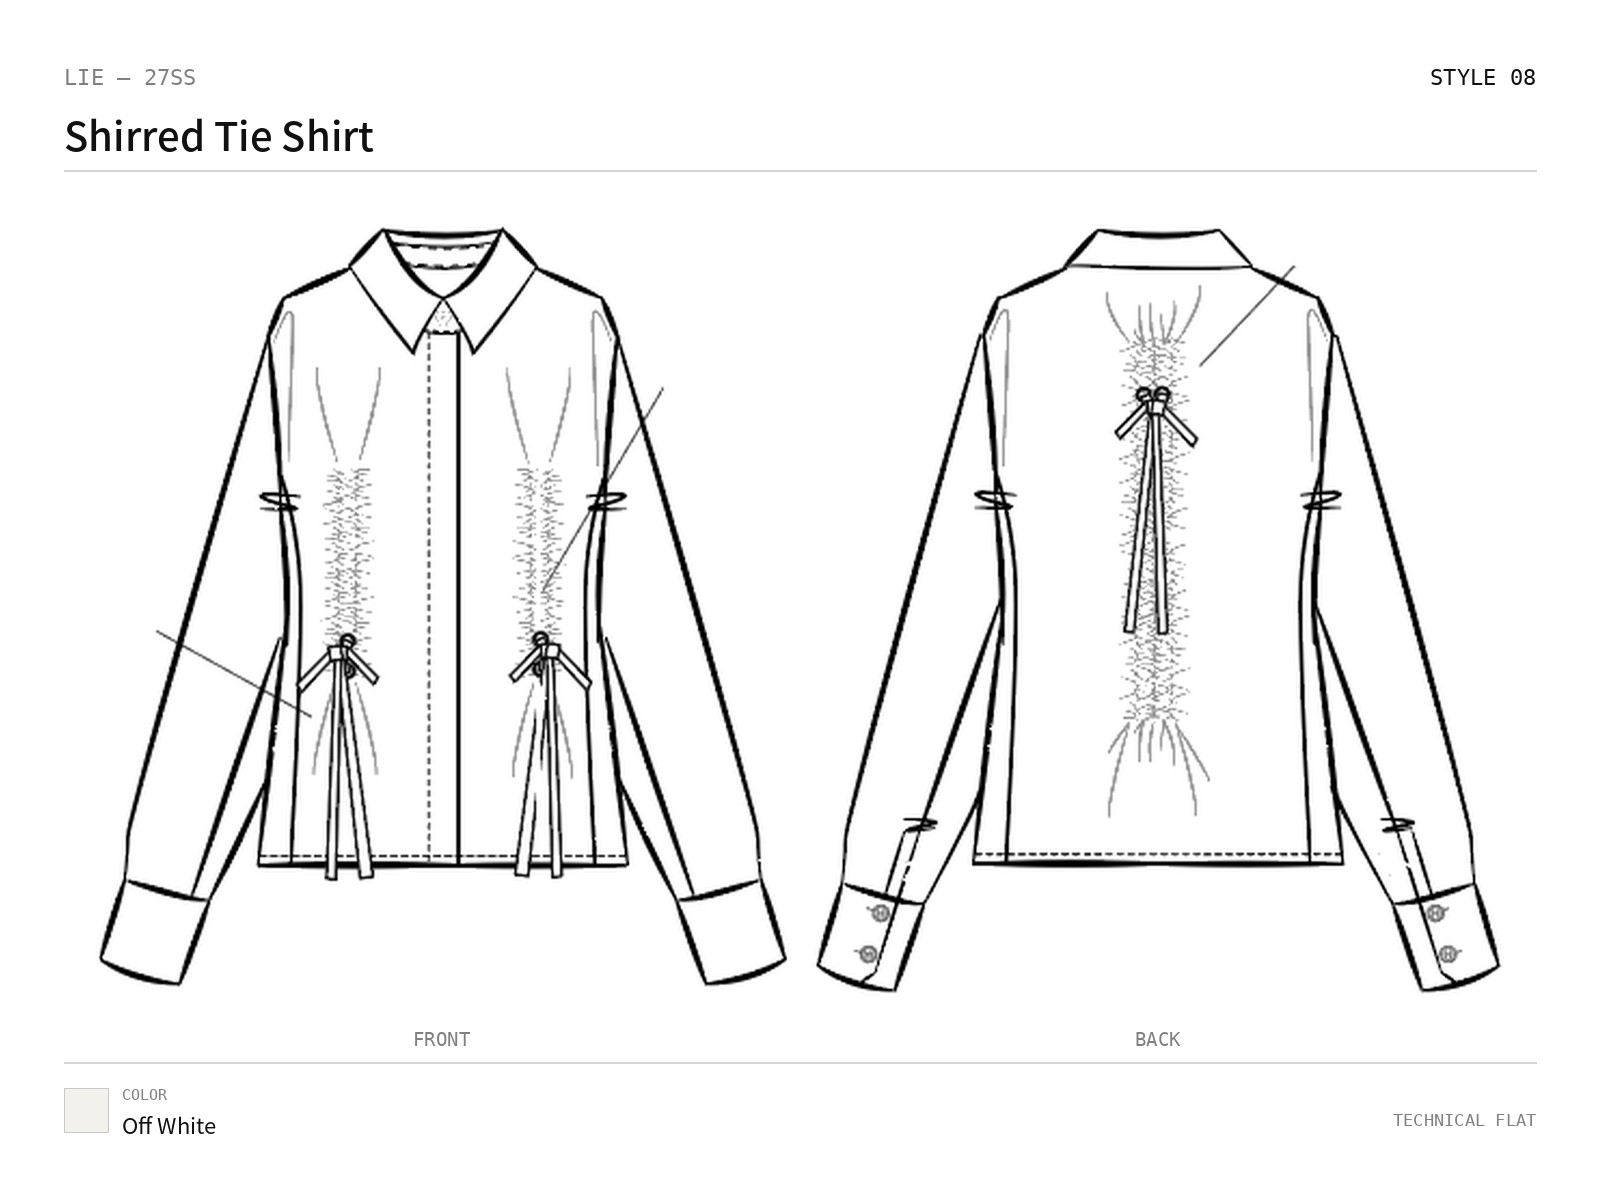 LIE — 27SS
STYLE 08
Shirred Tie Shirt
FRONT
BACK
COLOR
Off White
TECHNICAL FLAT